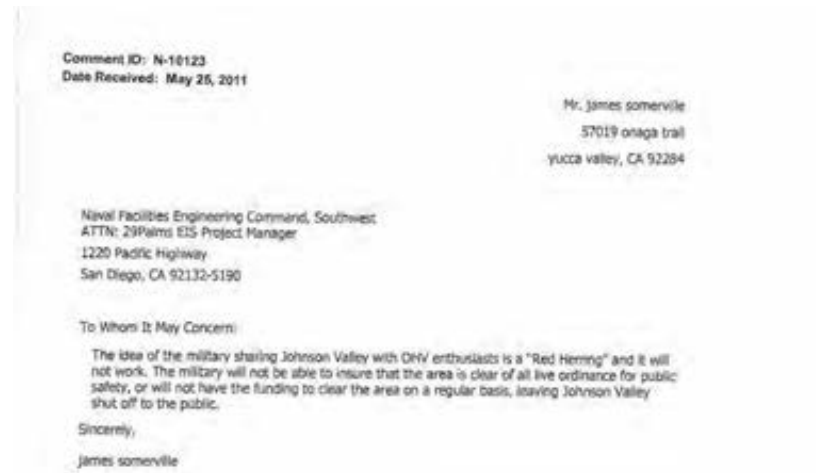 Comment ID: N-10123
Date Received: May 25, 2011
Mr. james somerville
57019 onaga trail
yucca valley, CA 92284
Naval Facilities Engineering Command, Southwest
ATTN: 29Palms EIS Project Manager
1220 Pacific Highway
San Diego, CA 92132-5190
To Whom It May Concern:
The idea of the military sharing Johnson Valley with OHV enthusiasts is a "Red Herring" and it will
not work. The military will not be able to insure that the area is clear of all live ordinance for public
safety, or will not have the funding to clear the area on a regular basis, leaving Johnson Valley
shut off to the public.
Sincerely,
james somerville